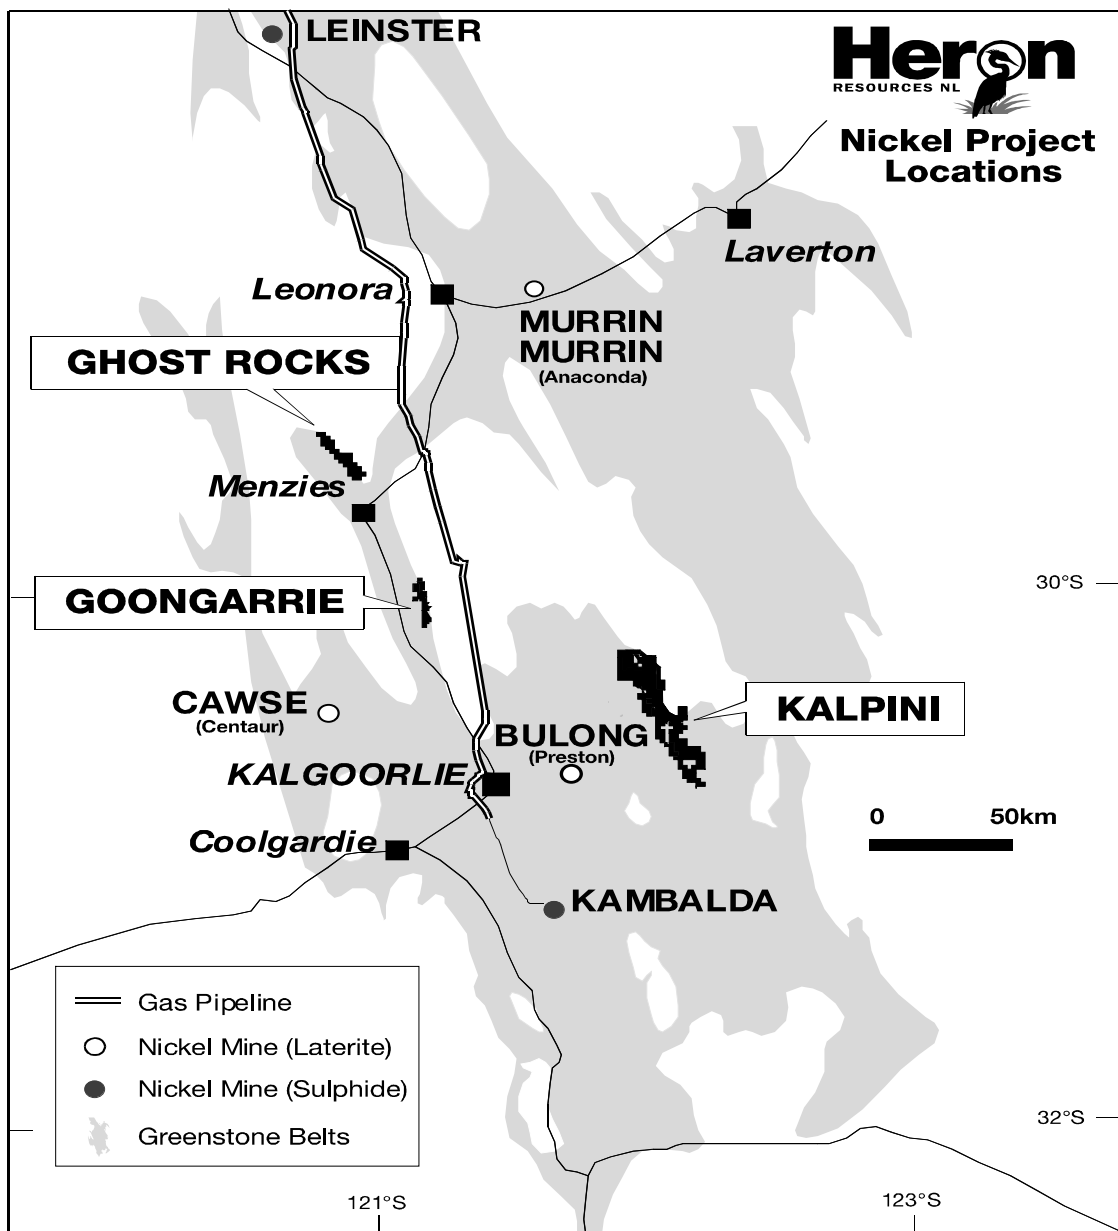 LEINSTER
Heron
RESOURCES NL
Nickel Project
Locations
Laverton
Leonora
MURRIN
MURRIN
(Anaconda)
GHOST ROCKS
Menzies
30°S
GOONGARRIE
CAWSE
(Centaur)
KALPINI
BULONG
(Preston)
KALGOORLIE
0 50km
Coolgardie
KAMBALDA
Gas Pipeline
Nickel Mine (Laterite)
Nickel Mine (Sulphide)
Greenstone Belts
32°S
121°S
123°S